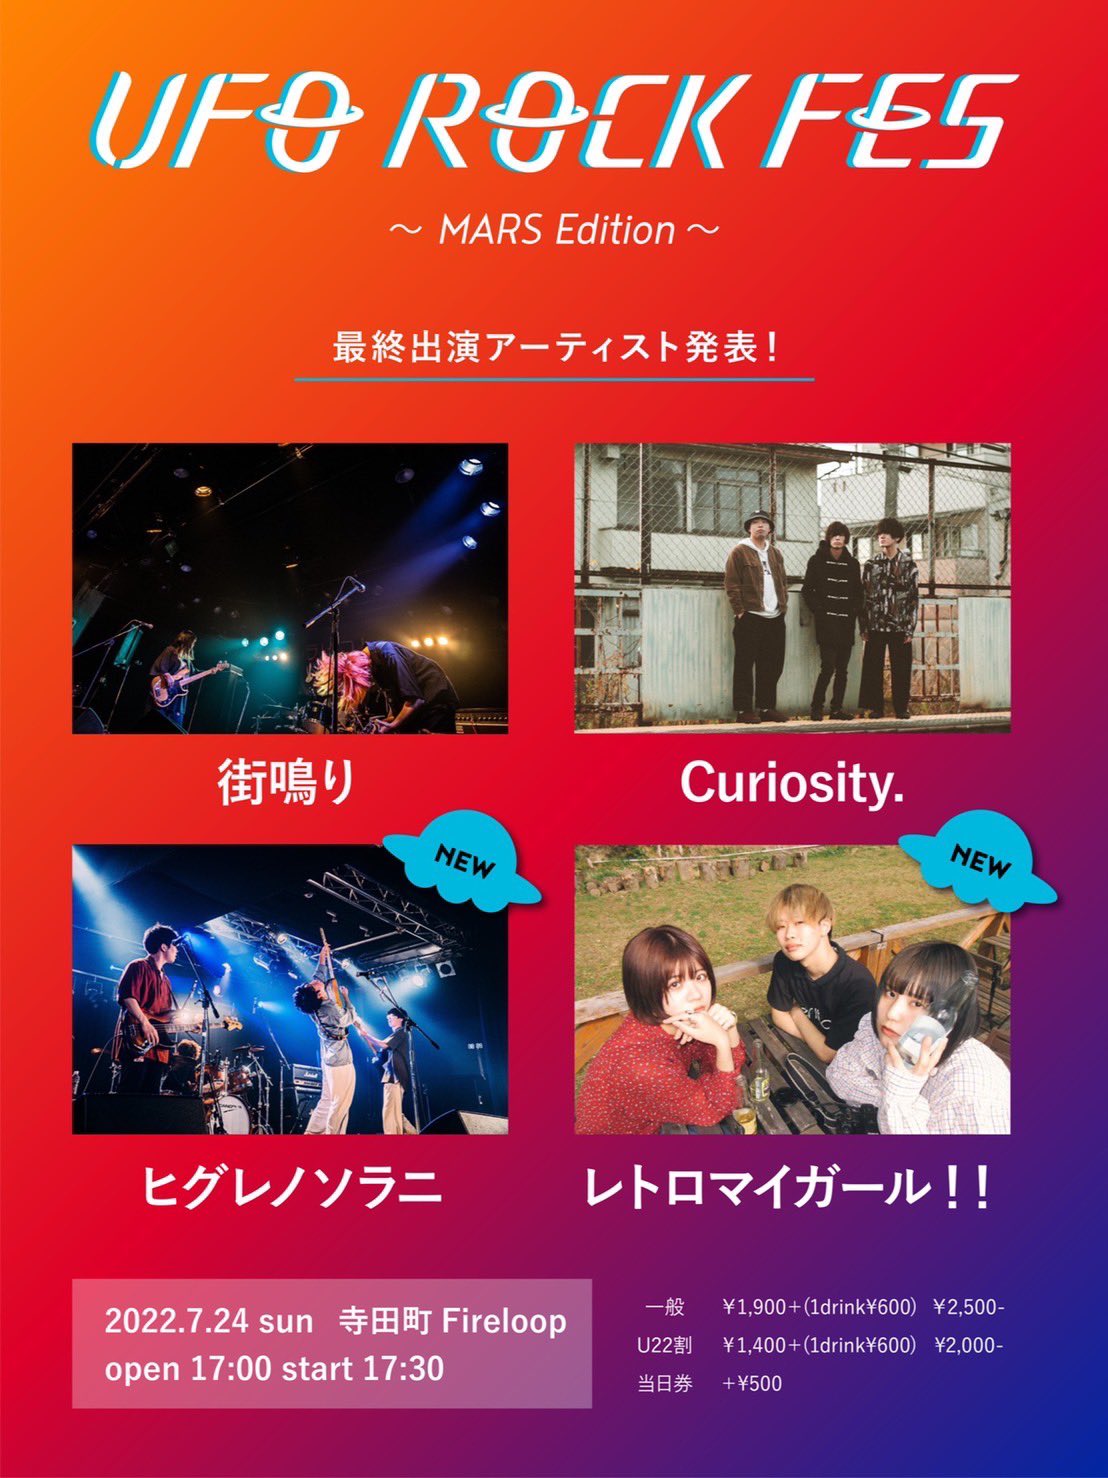 UFO ROCK FES
～ MARS Edition ～
最終出演アーティスト発表！
街鳴り
Curiosity.
NEW
NEW
ヒグレノソラニ
レトロマイガール！！
2022.7.24 sun 寺田町 Fireloop
open 17:00 start 17:30
一般 ¥1,900+(1drink¥600) ¥2,500-
U22割 ¥1,400+(1drink¥600) ¥2,000-
当日券 +¥500